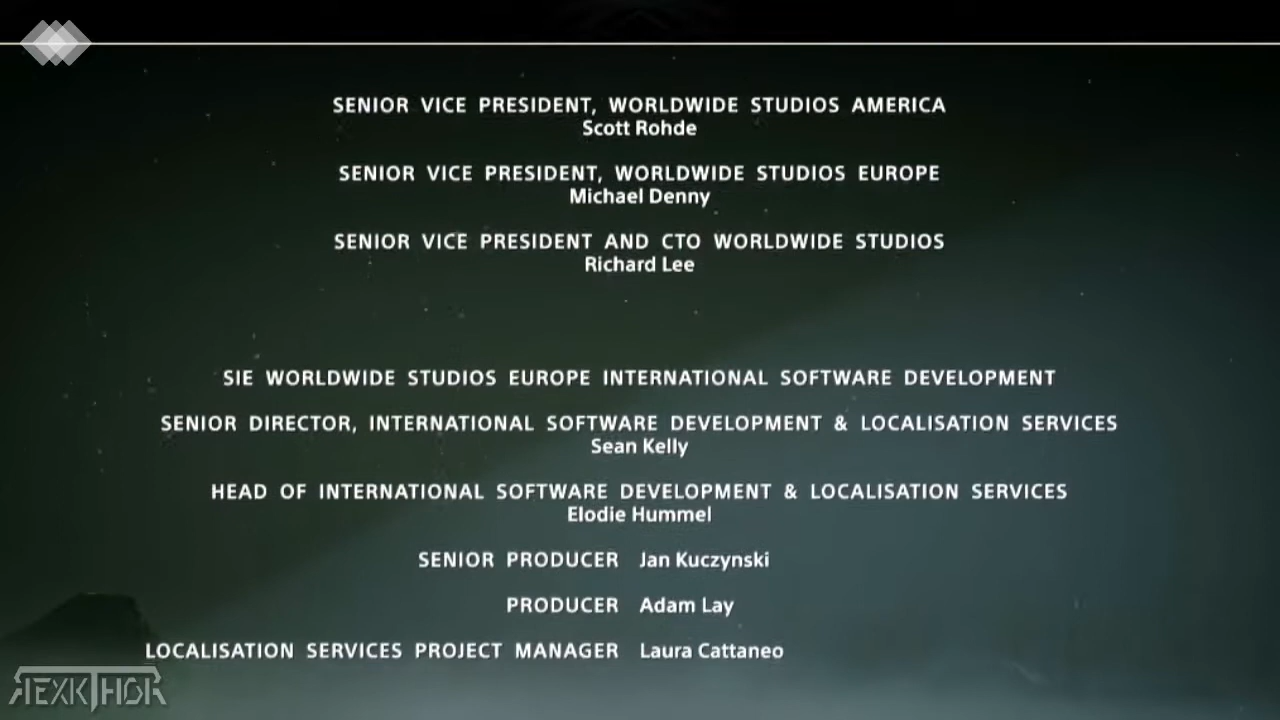 SENIOR VICE PRESIDENT, WORLDWIDE STUDIOS AMERICA
Scott Rohde
SENIOR VICE PRESIDENT, WORLDWIDE STUDIOS EUROPE
Michael Denny
SENIOR VICE PRESIDENT AND CTO WORLDWIDE STUDIOS
Richard Lee
SIE WORLDWIDE STUDIOS EUROPE INTERNATIONAL SOFTWARE DEVELOPMENT
SENIOR DIRECTOR, INTERNATIONAL SOFTWARE DEVELOPMENT & LOCALISATION SERVICES
Sean Kelly
HEAD OF INTERNATIONAL SOFTWARE DEVELOPMENT & LOCALISATION SERVICES
Elodie Hummel
SENIOR PRODUCER Jan Kuczynski
PRODUCER Adam Lay
LOCALISATION SERVICES PROJECT MANAGER Laura Cattaneo